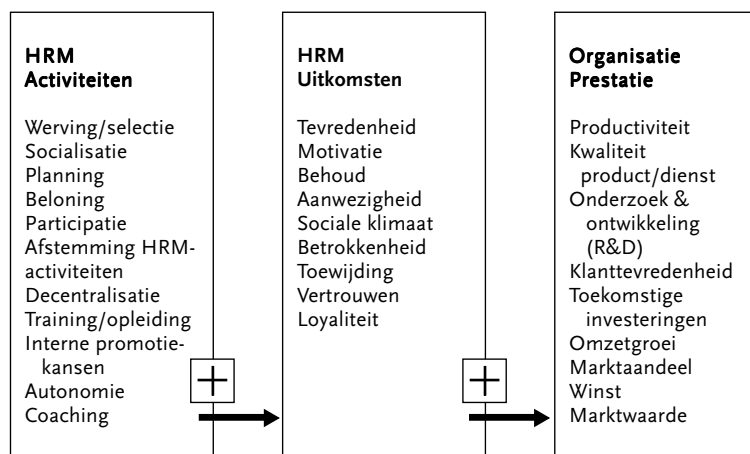 HRM
Activiteiten
Werving/selectie
Socialisatie
Planning
Beloning
Participatie
Afstemming HRM-
activiteiten
Decentralisatie
Training/opleiding
Interne promotie-
kansen
Autonomie
Coaching
+
HRM
Uitkomsten
Tevredenheid
Motivatie
Behoud
Aanwezigheid
Sociale klimaat
Betrokkenheid
Toewijding
Vertrouwen
Loyaliteit
+
Organisatie
Prestatie
Productiviteit
Kwaliteit
product/dienst
Onderzoek &
ontwikkeling
(R&D)
Klanttevredenheid
Toekomstige
investeringen
Omzetgroei
Marktaandeel
Winst
Marktwaarde